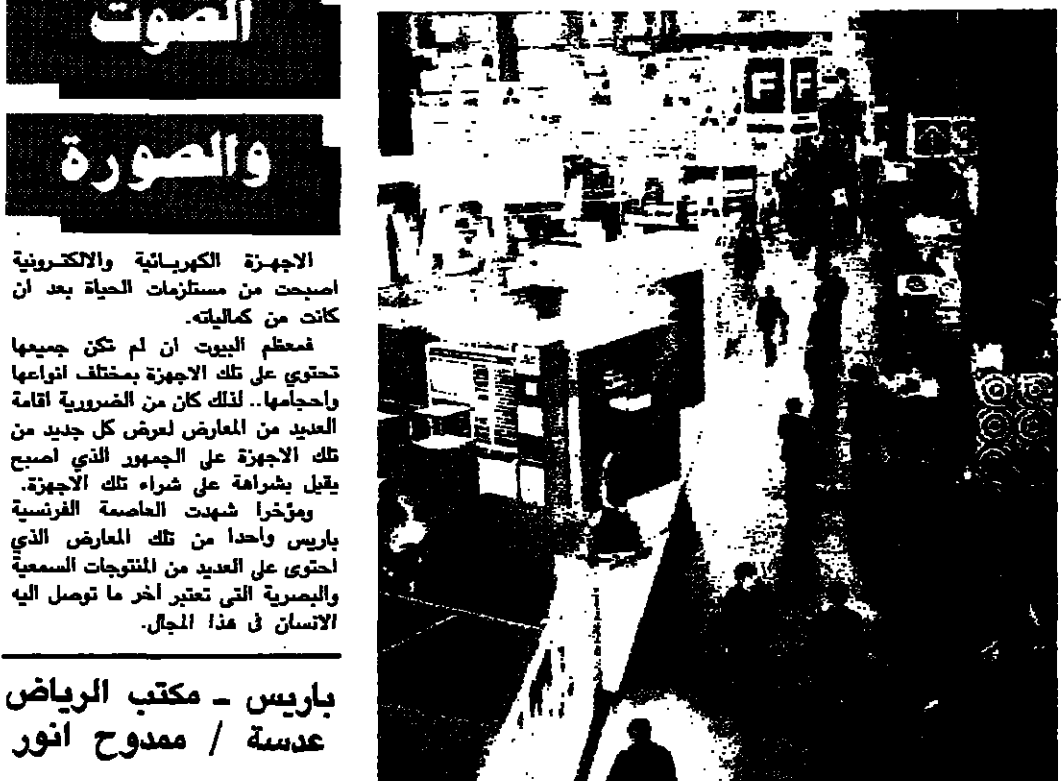 الصوت
والصورة
الاجهزة الكهربائية والالكترونية
اصبحت من مستلزمات الحياة بعد ان
كانت من كمالياته.
فمعظم البيوت ان لم تكن جميعها
تحتوي على تلك الاجهزة بمختلف انواعها
وأحجامها.. لذلك كان من الضرورية اقامة
العديد من المعارض لعرض كل جديد من
تلك الاجهزة على الجمهور الذي اصبح
يقبل بشراهة على شراء تلك الاجهزة.
ومؤخرا شهدت العاصمة الفرنسية
باريس واحدا من تلك المعارض الذي
احتوى على العديد من المنتوجات السمعية
والبصرية التي تعتبر أخر ما توصل اليه
الانسان في هذا المجال.
باريس ـ مكتب الرياض
عدسة / ممدوح انور